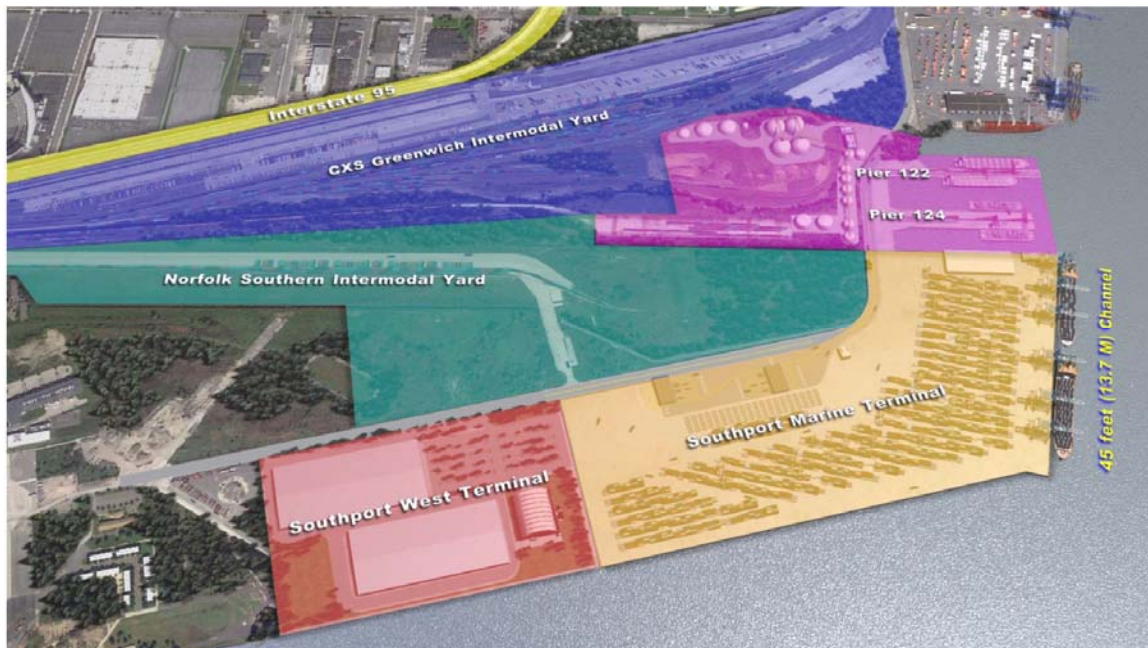 Interstate 95
CXS Greenwich Intermodal Yard
Pier 122
Pier 124
Norfolk Southern Intermodal Yard
45 feet (13.7 M) Channel
Southport Marine Terminal
Southport West Terminal